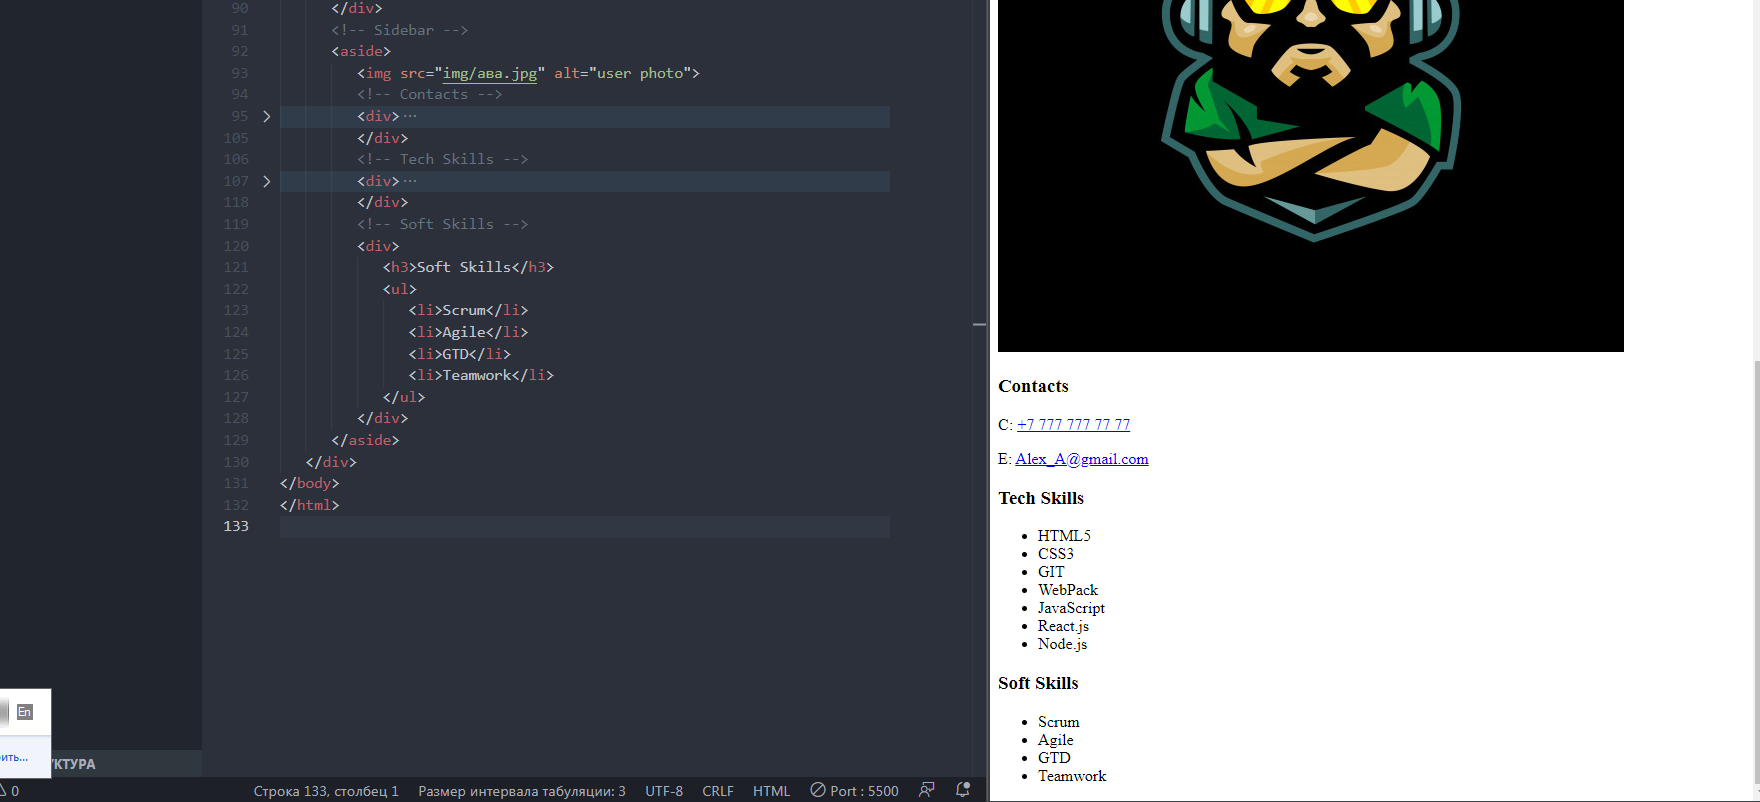 90 </div>
91 <!-- Sidebar -->
92 <aside>
93 <img src="img/ава.jpg" alt="user photo">
94 <!-- Contacts -->
95 <div>…
105 </div>
106 <!-- Tech Skills -->
107 <div>…
118 </div>
119 <!-- Soft Skills -->
120 <div>
121 <h3>Soft Skills</h3>
122 <ul>
123 <li>Scrum</li>
124 <li>Agile</li>
125 <li>GTD</li>
126 <li>Teamwork</li>
127 </ul>
128 </div>
129 </aside>
130 </div>
131 </body>
132 </html>
133
En
ить...
УКТУРА
0 Строка 133, столбец 1 Размер интервала табуляции: 3 UTF-8 CRLF HTML Port : 5500
Contacts
C: +7 777 777 77 77
E: Alex_A@gmail.com
Tech Skills
HTML5
CSS3
GIT
WebPack
JavaScript
React.js
Node.js
Soft Skills
Scrum
Agile
GTD
Teamwork